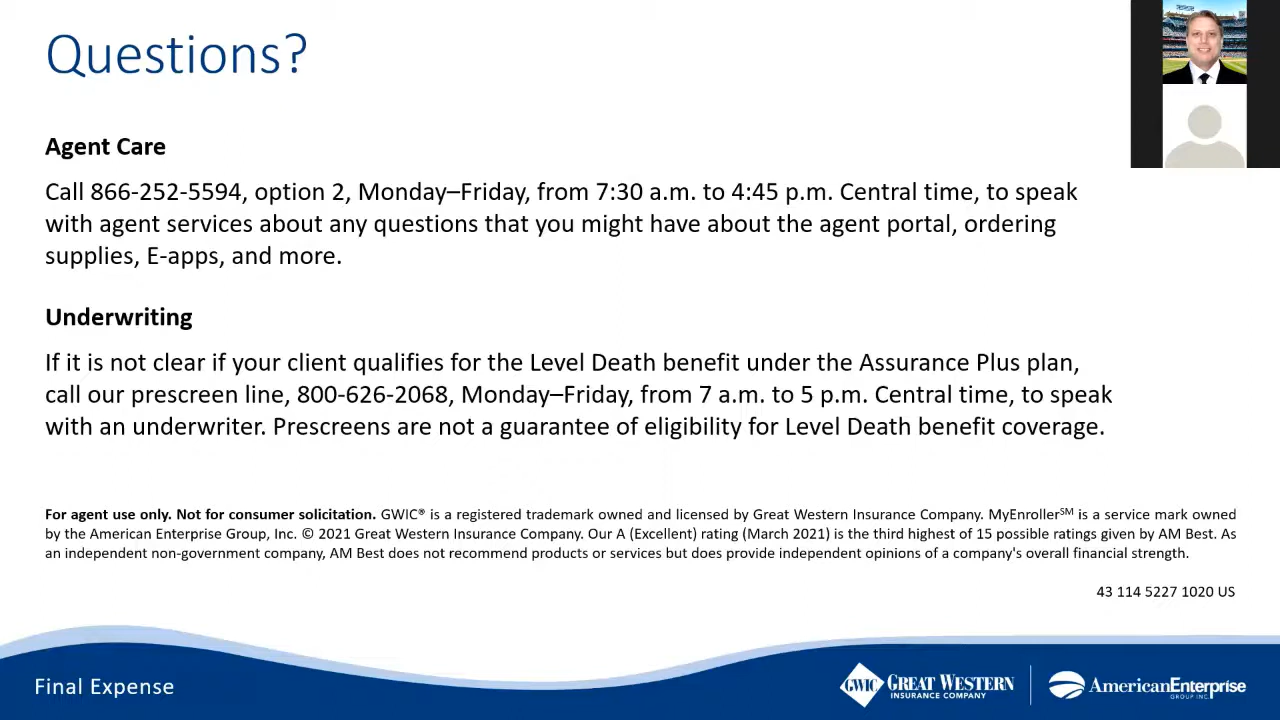 Questions?
Agent Care
Call 866-252-5594, option 2, Monday–Friday, from 7:30 a.m. to 4:45 p.m. Central time, to speak
with agent services about any questions that you might have about the agent portal, ordering
supplies, E-apps, and more.
Underwriting
If it is not clear if your client qualifies for the Level Death benefit under the Assurance Plus plan,
call our prescreen line, 800-626-2068, Monday–Friday, from 7 a.m. to 5 p.m. Central time, to speak
with an underwriter. Prescreens are not a guarantee of eligibility for Level Death benefit coverage.
For agent use only. Not for consumer solicitation. GWIC® is a registered trademark owned and licensed by Great Western Insurance Company. MyEnroller℠ is a service mark owned
by the American Enterprise Group, Inc. © 2021 Great Western Insurance Company. Our A (Excellent) rating (March 2021) is the third highest of 15 possible ratings given by AM Best. As
an independent non-government company, AM Best does not recommend products or services but does provide independent opinions of a company's overall financial strength.
43 114 5227 1020 US
Final Expense
GWIC GREAT WESTERN
INSURANCE COMPANY
AmericanEnterprise
GROUP INC.